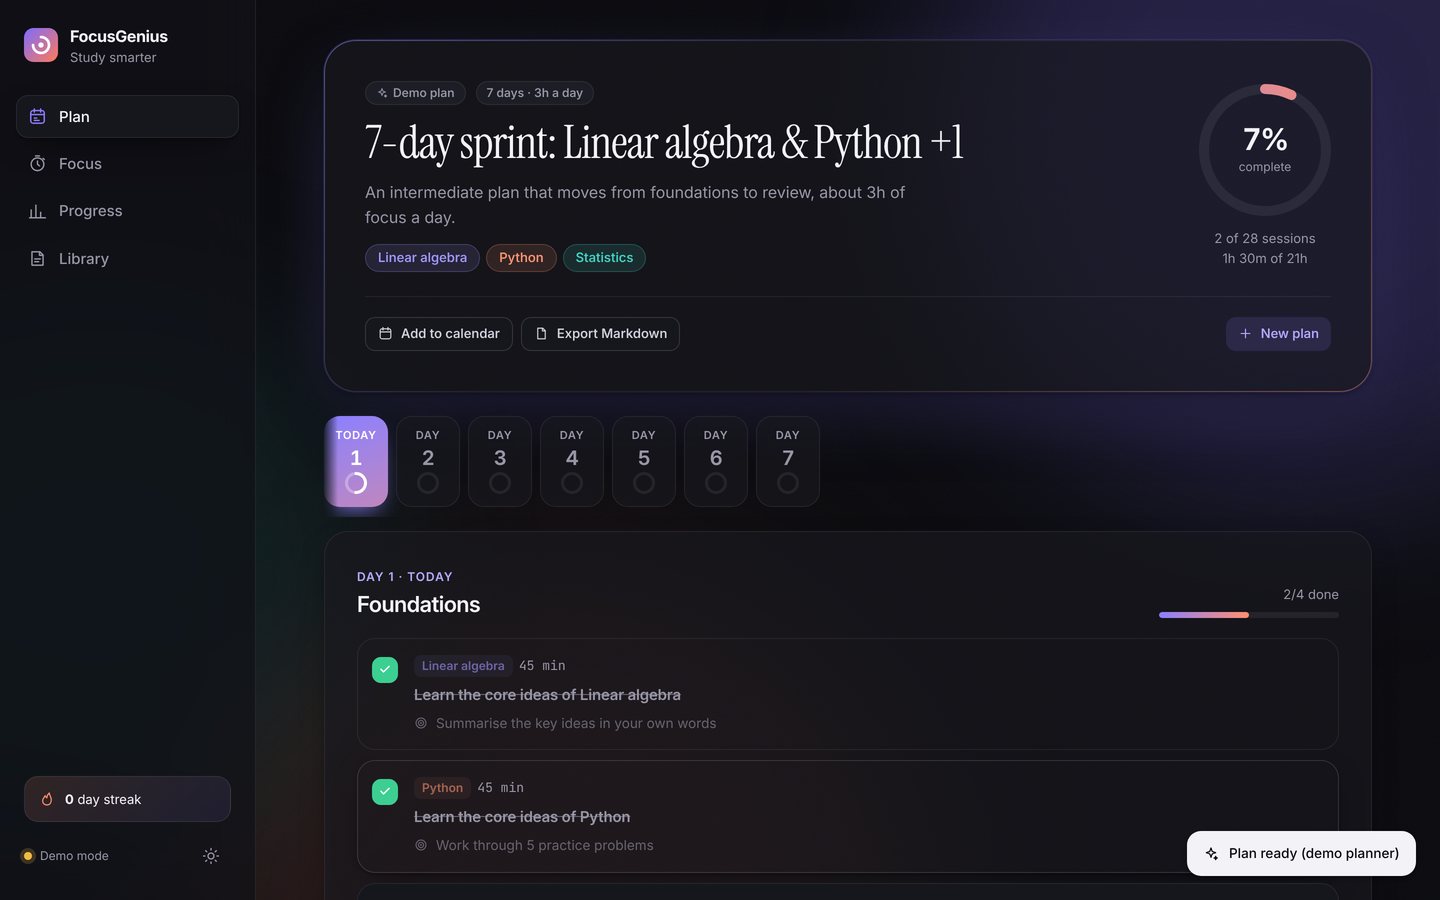 FocusGenius
Study smarter
Plan
Focus
Progress
Library
0 day streak
Demo mode
Demo plan
7 days · 3h a day
7-day sprint: Linear algebra & Python +1
An intermediate plan that moves from foundations to review, about 3h of
focus a day.
Linear algebra
Python
Statistics
7%
complete
2 of 28 sessions
1h 30m of 21h
Add to calendar
Export Markdown
New plan
TODAY
1
DAY
2
DAY
3
DAY
4
DAY
5
DAY
6
DAY
7
DAY 1 · TODAY
Foundations
2/4 done
Linear algebra 45 min
Learn the core ideas of Linear algebra
Summarise the key ideas in your own words
Python 45 min
Learn the core ideas of Python
Work through 5 practice problems
Plan ready (demo planner)